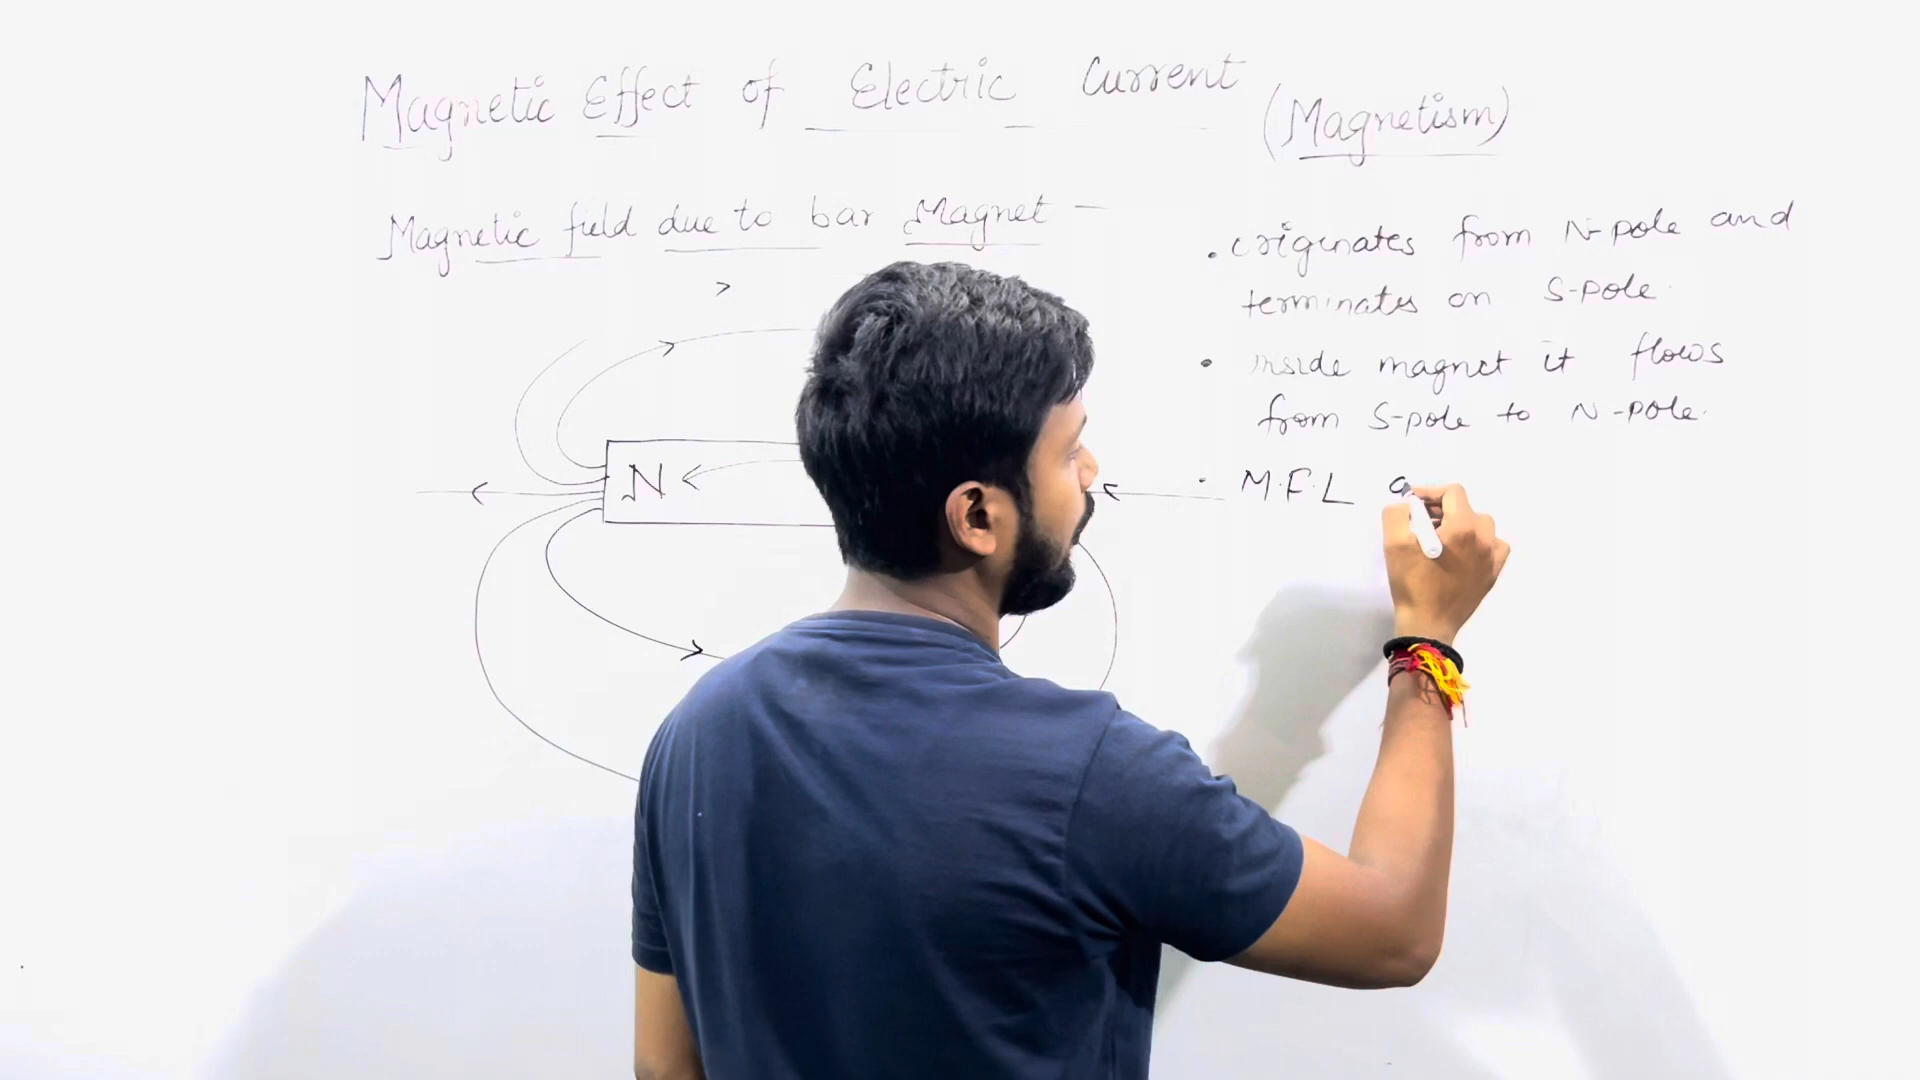 Magnetic Effect of Electric Current (Magnetism)
Magnetic field due to bar Magnet -
. originates from N-pole and
terminates on S-pole.
• inside magnet it flows
from S-pole to N-pole.
N
. M.F.L